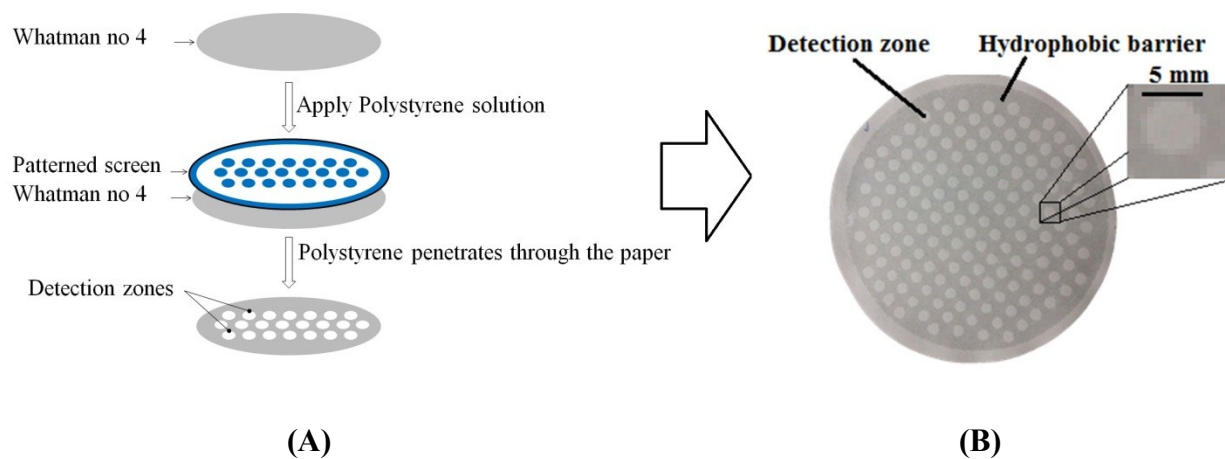 Whatman no 4
Apply Polystyrene solution
Patterned screen
Whatman no 4
Polystyrene penetrates through the paper
Detection zones
(A)
Detection zone
Hydrophobic barrier
5 mm
(B)